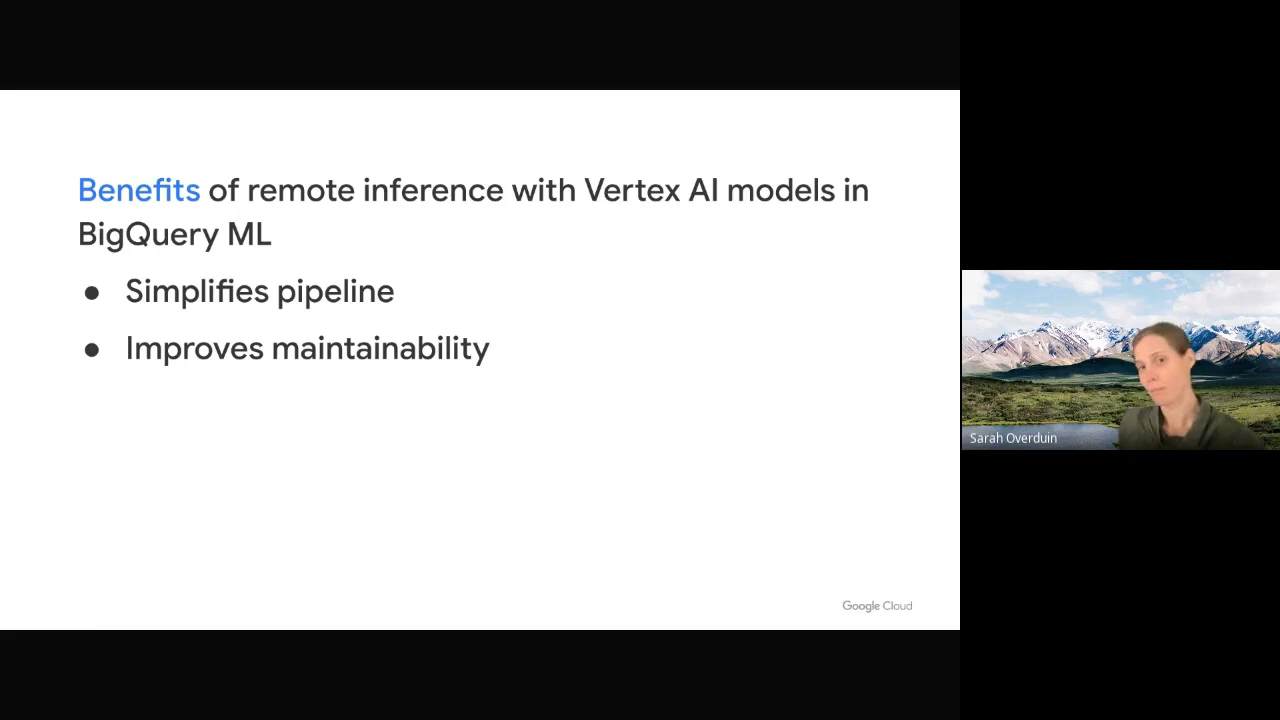 Benefits of remote inference with Vertex AI models in
BigQuery ML
● Simplifies pipeline
● Improves maintainability
Google Cloud
Sarah Overduin